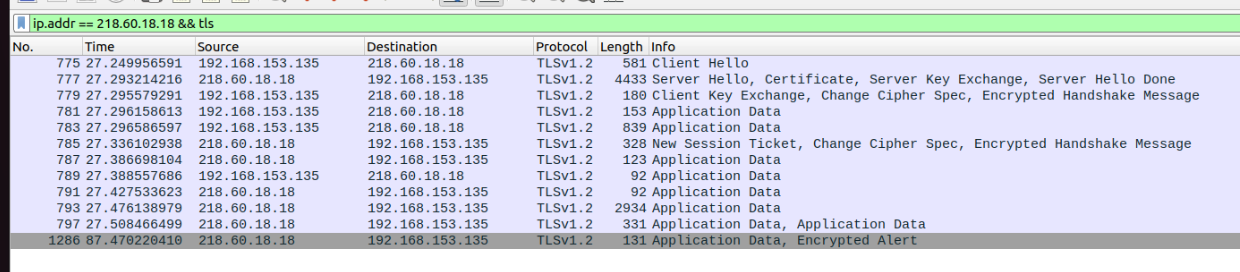 ip.addr == 218.60.18.18 && tls
No. Time Source Destination Protocol Length Info
775 27.249956591 192.168.153.135 218.60.18.18 TLSv1.2 581 Client Hello
777 27.293214216 218.60.18.18 192.168.153.135 TLSv1.2 4433 Server Hello, Certificate, Server Key Exchange, Server Hello Done
779 27.295579291 192.168.153.135 218.60.18.18 TLSv1.2 180 Client Key Exchange, Change Cipher Spec, Encrypted Handshake Message
781 27.296158613 192.168.153.135 218.60.18.18 TLSv1.2 153 Application Data
783 27.296586597 192.168.153.135 218.60.18.18 TLSv1.2 839 Application Data
785 27.336102938 218.60.18.18 192.168.153.135 TLSv1.2 328 New Session Ticket, Change Cipher Spec, Encrypted Handshake Message
787 27.386698104 218.60.18.18 192.168.153.135 TLSv1.2 123 Application Data
789 27.388557686 192.168.153.135 218.60.18.18 TLSv1.2 92 Application Data
791 27.427533623 218.60.18.18 192.168.153.135 TLSv1.2 92 Application Data
793 27.476138979 218.60.18.18 192.168.153.135 TLSv1.2 2934 Application Data
797 27.508466499 218.60.18.18 192.168.153.135 TLSv1.2 331 Application Data, Application Data
1286 87.470220410 218.60.18.18 192.168.153.135 TLSv1.2 131 Application Data, Encrypted Alert